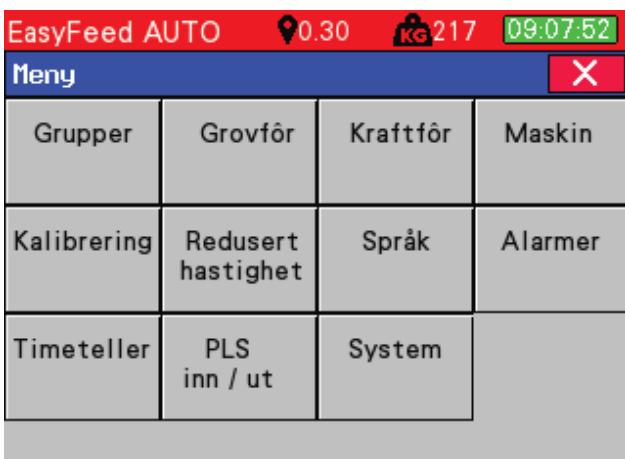 EasyFeed AUTO 0.30 KG 217 09:07:52
Meny X
Grupper Grovfôr Kraftfôr Maskin
Kalibrering Redusert hastighet Språk Alarmer
Timeteller PLS inn / ut System